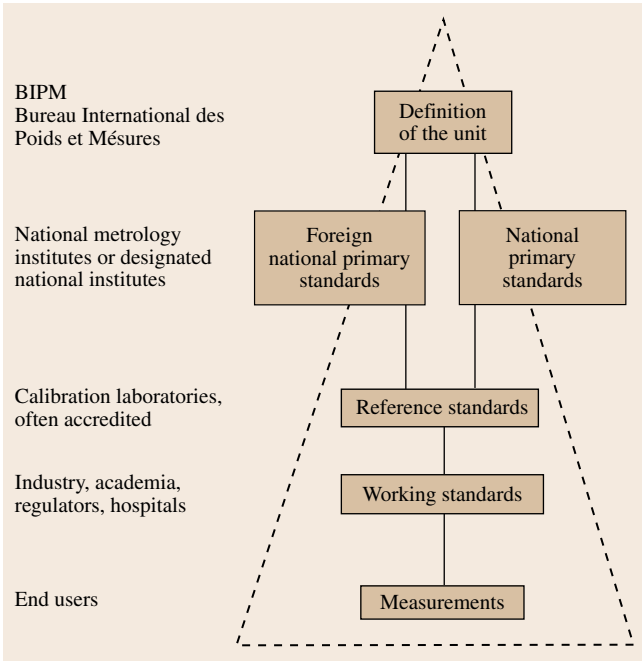 BIPM
Bureau International des
Poids et Mésures
Definition
of the unit
National metrology
institutes or designated
national institutes
Foreign
national primary
standards
National
primary
standards
Calibration laboratories,
often accredited
Reference standards
Industry, academia,
regulators, hospitals
Working standards
End users
Measurements